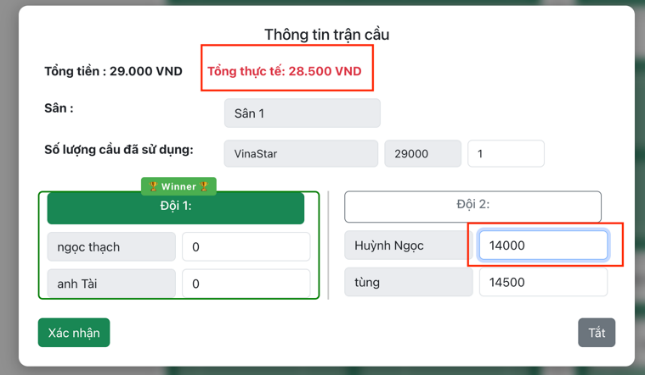 Thông tin trận cầu
Tổng tiền : 29.000 VND
Tổng thực tế: 28.500 VND
Sân :
Sân 1
Số lượng cầu đã sử dụng:
VinaStar
29000
1
🏆 Winner 🏆
Đội 1:
Đội 2:
ngọc thạch
0
Huỳnh Ngọc
14000
anh Tài
0
tùng
14500
Xác nhận
Tắt